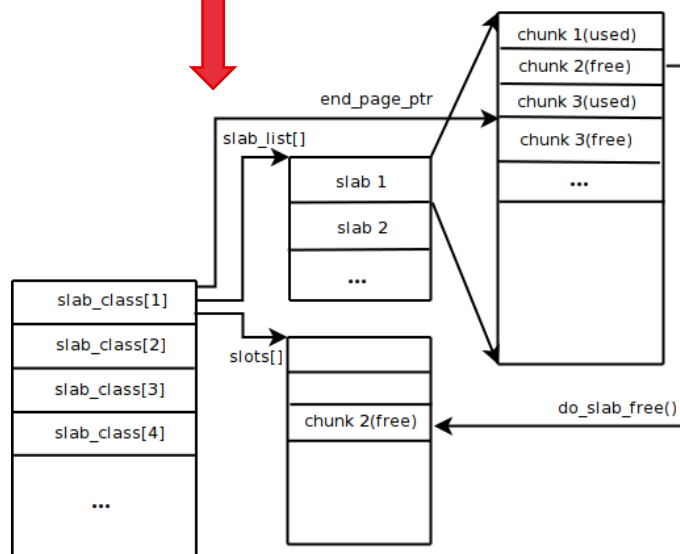 chunk 1(used)
chunk 2(free)
end_page_ptr
chunk 3(used)
slab_list[]
chunk 3(free)
slab 1
...
slab 2
...
slab_class[1]
slab_class[2]
slots[]
slab_class[3]
do_slab_free()
chunk 2(free)
slab_class[4]
...